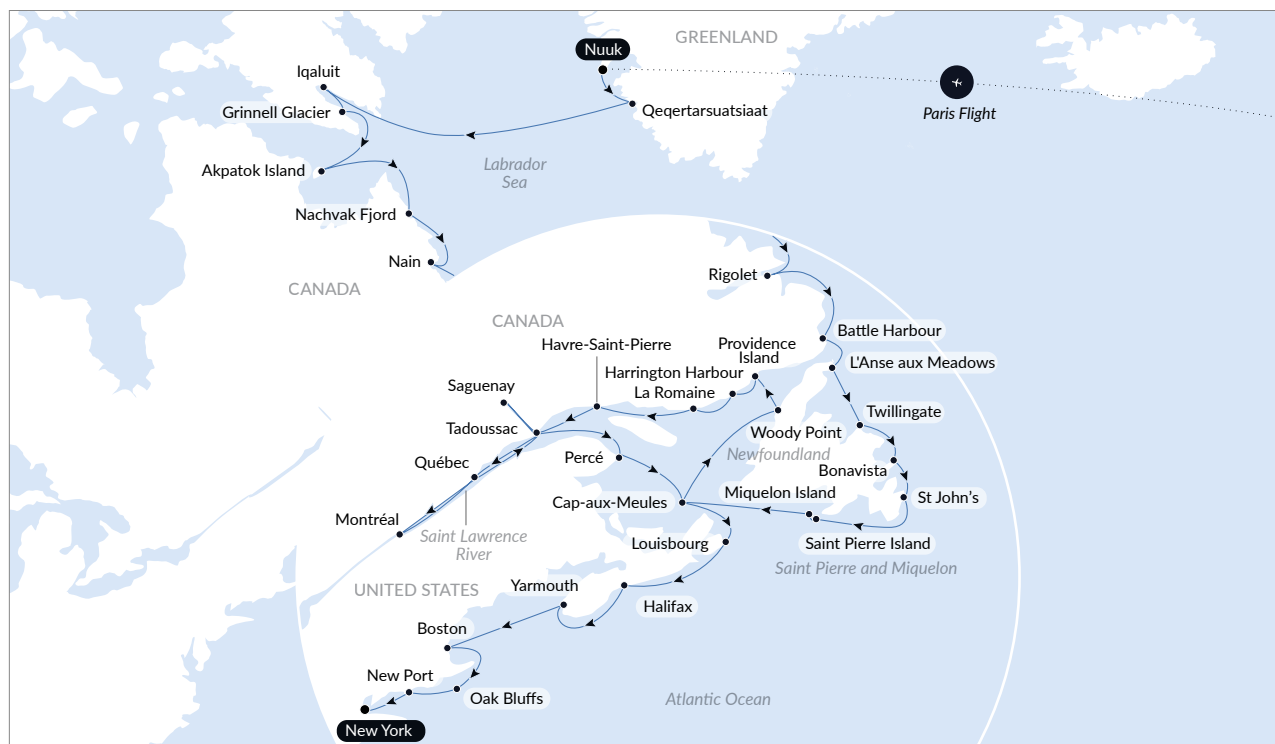 GREENLAND
Nuuk
Iqaluit
Paris Flight
Grinnell Glacier
Qeqertarsuatsiaat
Labrador
Sea
Akpatok Island
Nachvak Fjord
Nain
Rigolet
CANADA
CANADA
Battle Harbour
Havre-Saint-Pierre
Providence
Island
L'Anse aux Meadows
Harrington Harbour
Saguenay
La Romaine
Twillingate
Tadoussac
Woody Point
Newfoundland
Percé
Québec
Bonavista
Miquelon Island
St John's
Cap-aux-Meules
Montréal
Saint Lawrence
River
Louisbourg
Saint Pierre Island
Saint Pierre and Miquelon
UNITED STATES
Yarmouth
Halifax
Boston
New Port
Oak Bluffs
Atlantic Ocean
New York